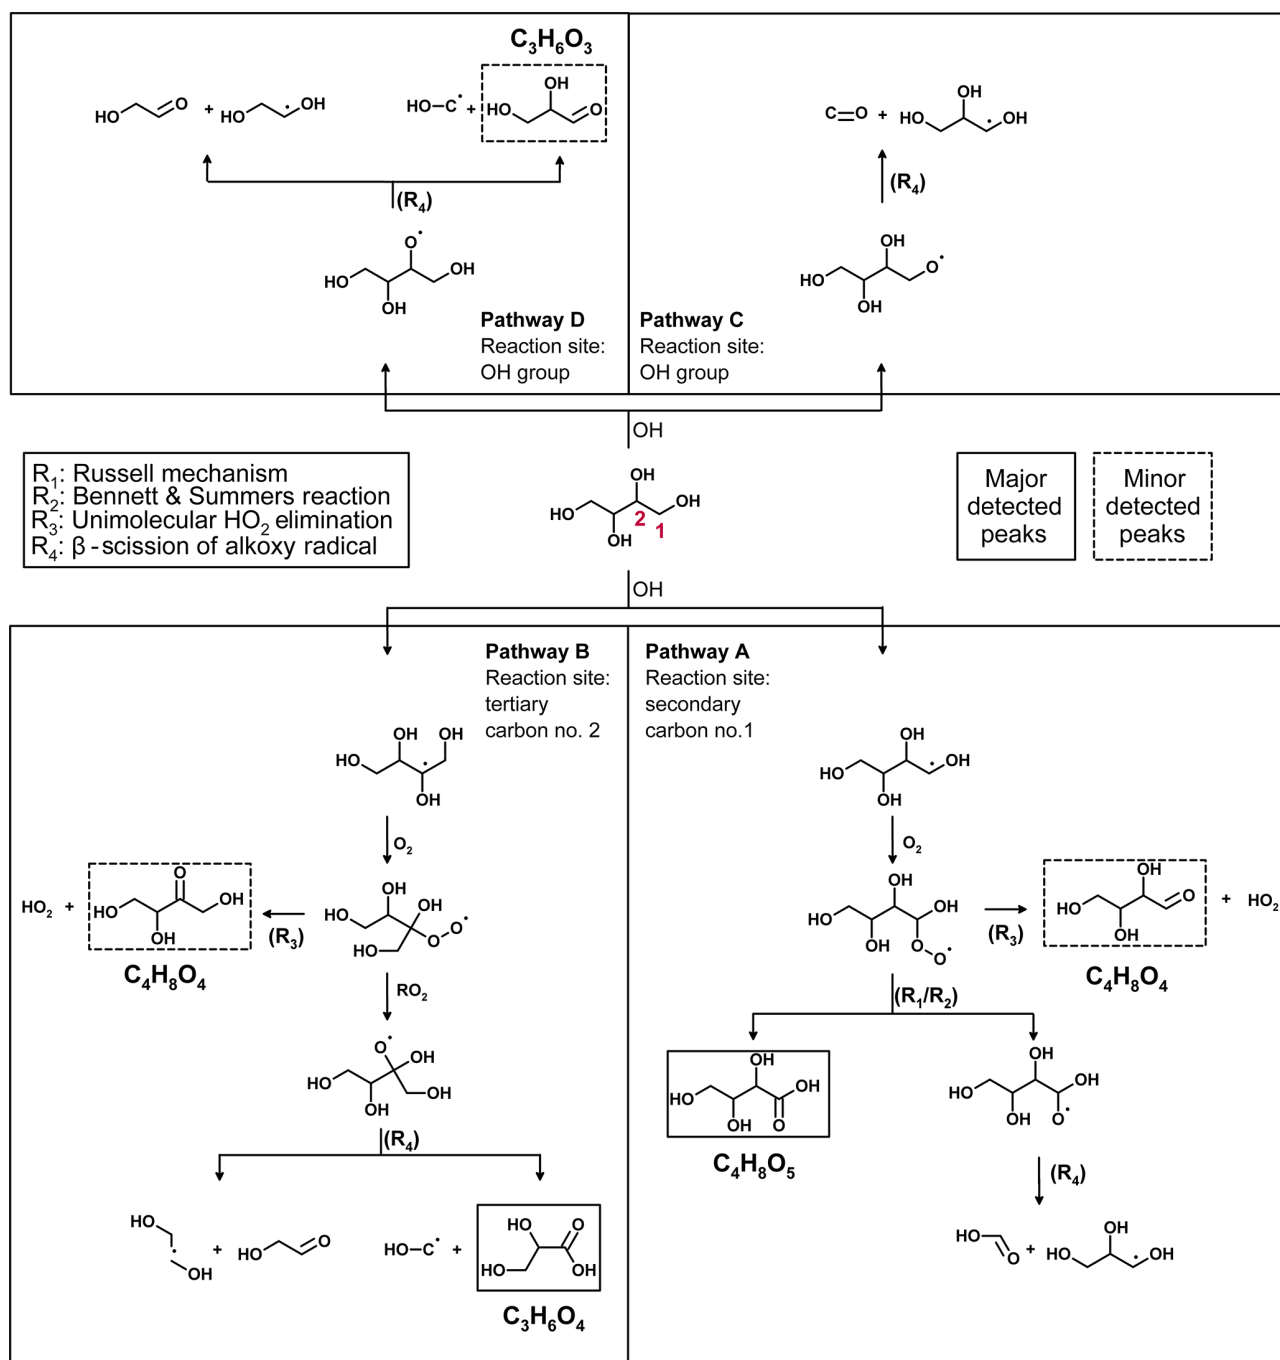 C3H6O3
HO O + HO OH
HO–C• + HO OH O
C=O + HO OH OH
(R4)
(R4)
O•
HO OH
OH
OH
HO O•
OH
Pathway D
Reaction site:
OH group
Pathway C
Reaction site:
OH group
OH
R1: Russell mechanism
R2: Bennett & Summers reaction
R3: Unimolecular HO2 elimination
R4: β-scission of alkoxy radical
OH
HO OH
2 1
OH
Major
detected
peaks
Minor
detected
peaks
OH
Pathway B
Reaction site:
tertiary
carbon no. 2
Pathway A
Reaction site:
secondary
carbon no.1
OH OH
HO
OH
OH
HO OH
OH
O2
O2
HO2 +
O
HO OH
OH
C4H8O4
(R3)
OH
HO OH
HO O O•
OH
HO OH
OH O
O•
(R3)
OH
HO O
OH
C4H8O4
+ HO2
RO2
(R1/R2)
O•
HO OH
OH OH
OH
HO OH
OH O
C4H8O5
OH
HO OH
OH O•
(R4)
(R4)
HO
OH
+ HO O
HO–C• +
HO O
HO OH
C3H6O4
HO O + HO OH OH